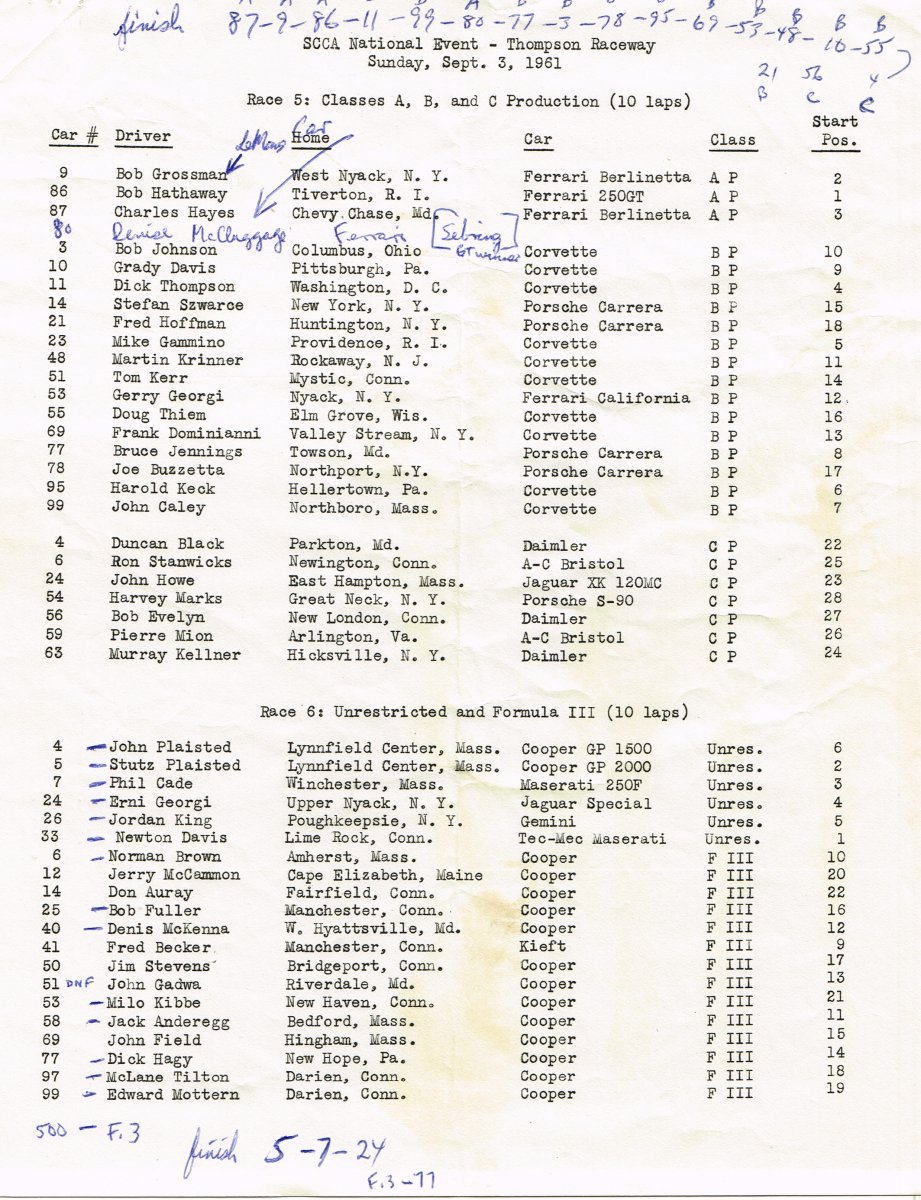 A A A B B A B B B B B B B B B
finish 87-9-86-11-99-80-77-3-78-95-69-53-48-10-55
SCCA National Event - Thompson Raceway
Sunday, Sept. 3, 1961
21 56 4
B C C
Race 5: Classes A, B, and C Production (10 laps)
Car # Driver LeMans Car Home Car Class Start Pos.
9 Bob Grossman West Nyack, N. Y. Ferrari Berlinetta A P 2
86 Bob Hathaway Tiverton, R. I. Ferrari 250GT A P 1
87 Charles Hayes Chevy Chase, Md. Ferrari Berlinetta A P 3
80 Denise McCluggage Ferrari [Sebring GT winner]
3 Bob Johnson Columbus, Ohio Corvette B P 10
10 Grady Davis Pittsburgh, Pa. Corvette B P 9
11 Dick Thompson Washington, D. C. Corvette B P 4
14 Stefan Szwarce New York, N. Y. Porsche Carrera B P 15
21 Fred Hoffman Huntington, N. Y. Porsche Carrera B P 18
23 Mike Gammino Providence, R. I. Corvette B P 5
48 Martin Krinner Rockaway, N. J. Corvette B P 11
51 Tom Kerr Mystic, Conn. Corvette B P 14
53 Gerry Georgi Nyack, N. Y. Ferrari California B P 12
55 Doug Thiem Elm Grove, Wis. Corvette B P 16
69 Frank Dominianni Valley Stream, N. Y. Corvette B P 13
77 Bruce Jennings Towson, Md. Porsche Carrera B P 8
78 Joe Buzzetta Northport, N.Y. Porsche Carrera B P 17
95 Harold Keck Hellertown, Pa. Corvette B P 6
99 John Caley Northboro, Mass. Corvette B P 7
4 Duncan Black Parkton, Md. Daimler C P 22
6 Ron Stanwicks Newington, Conn. A-C Bristol C P 25
24 John Howe East Hampton, Mass. Jaguar XK 120MC C P 23
54 Harvey Marks Great Neck, N. Y. Porsche S-90 C P 28
56 Bob Evelyn New London, Conn. Daimler C P 27
59 Pierre Mion Arlington, Va. A-C Bristol C P 26
63 Murray Kellner Hicksville, N. Y. Daimler C P 24
Race 6: Unrestricted and Formula III (10 laps)
4 - John Plaisted Lynnfield Center, Mass. Cooper GP 1500 Unres. 6
5 - Stutz Plaisted Lynnfield Center, Mass. Cooper GP 2000 Unres. 2
7 - Phil Cade Winchester, Mass. Maserati 250F Unres. 3
24 - Erni Georgi Upper Nyack, N. Y. Jaguar Special Unres. 4
26 - Jordan King Poughkeepsie, N. Y. Gemini Unres. 5
33 - Newton Davis Lime Rock, Conn. Tec-Mec Maserati Unres. 1
6 - Norman Brown Amherst, Mass. Cooper F III 10
12 Jerry McCammon Cape Elizabeth, Maine Cooper F III 20
14 Don Auray Fairfield, Conn. Cooper F III 22
25 - Bob Fuller Manchester, Conn. Cooper F III 16
40 - Denis McKenna W. Hyattsville, Md. Cooper F III 12
41 Fred Becker Manchester, Conn. Kieft F III 9
50 Jim Stevens Bridgeport, Conn. Cooper F III 17
51 DNF John Gadwa Riverdale, Md. Cooper F III 13
53 - Milo Kibbe New Haven, Conn. Cooper F III 21
58 - Jack Anderegg Bedford, Mass. Cooper F III 11
69 John Field Hingham, Mass. Cooper F III 15
77 - Dick Hagy New Hope, Pa. Cooper F III 14
97 - McLane Tilton Darien, Conn. Cooper F III 18
99 - Edward Mottern Darien, Conn. Cooper F III 19
500 - F.3
finish 5-7-24
F.3-77